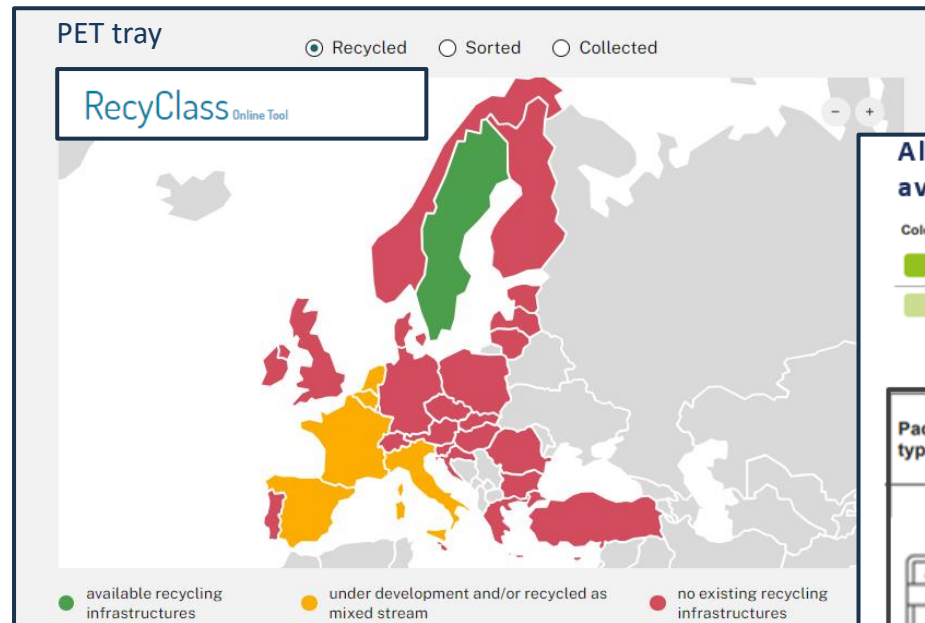 PET tray
Recycled Sorted Collected
RecyClass Online Tool
− +
available recycling
infrastructures
under development and/or recycled as
mixed stream
no existing recycling
infrastructures